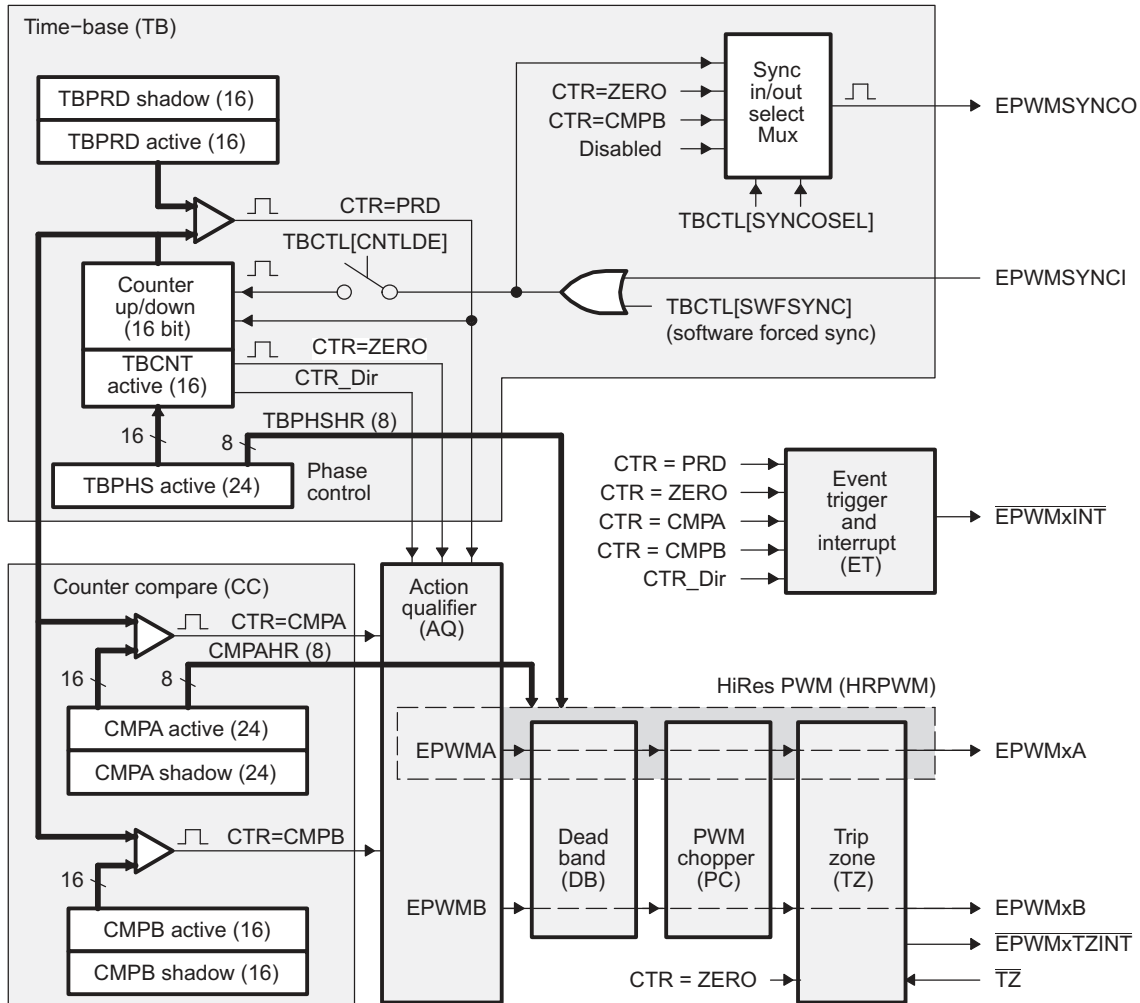 Time−base (TB)
TBPRD shadow (16)
TBPRD active (16)
CTR=ZERO
CTR=CMPB
Disabled
Sync
in/out
select
Mux
EPWMSYNCO
TBCTL[SYNCOSEL]
CTR=PRD
TBCTL[CNTLDE]
Counter
up/down
(16 bit)
TBCNT
active (16)
EPWMSYNCI
TBCTL[SWFSYNC]
(software forced sync)
CTR=ZERO
CTR_Dir
16
8
TBPHSHR (8)
TBPHS active (24)
Phase
control
CTR = PRD
CTR = ZERO
CTR = CMPA
CTR = CMPB
CTR_Dir
Event
trigger
and
interrupt
(ET)
EPWMxINT
Counter compare (CC)
Action
qualifier
(AQ)
CTR=CMPA
16
8
CMPAHR (8)
CMPA active (24)
CMPA shadow (24)
HiRes PWM (HRPWM)
EPWMA
EPWMxA
CTR=CMPB
16
Dead
band
(DB)
PWM
chopper
(PC)
Trip
zone
(TZ)
CMPB active (16)
CMPB shadow (16)
EPWMB
EPWMxB
EPWMxTZINT
CTR = ZERO
TZ